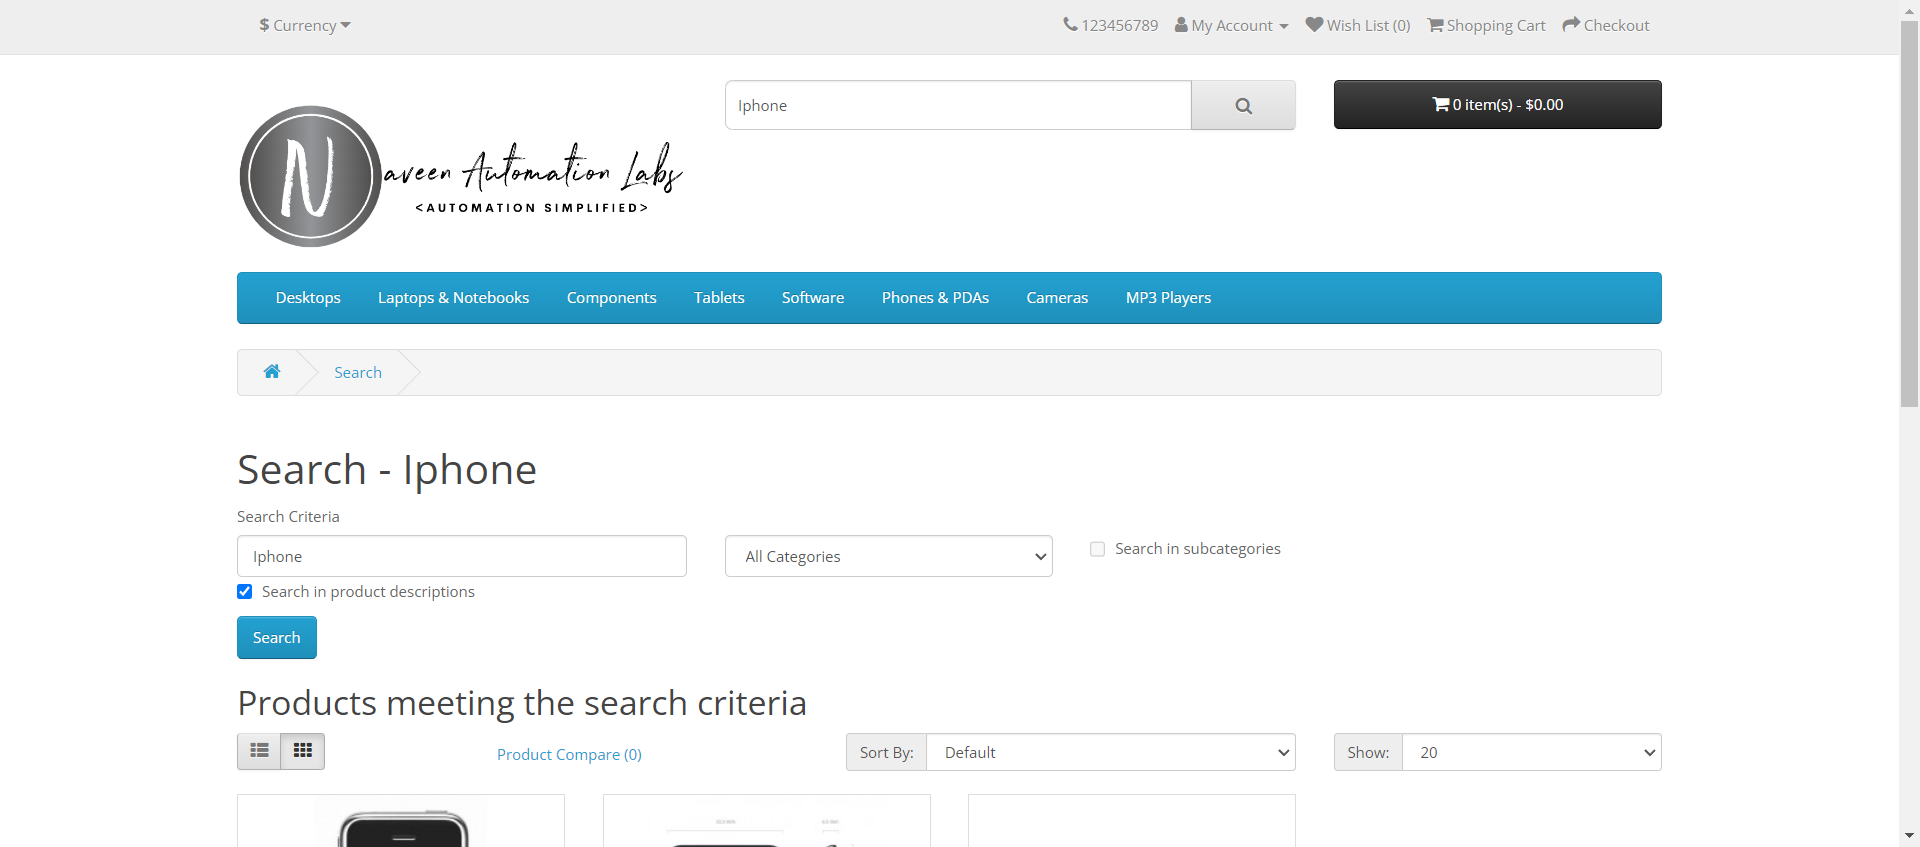 $ Currency
123456789 My Account Wish List (0) Shopping Cart Checkout
Iphone
0 item(s) - $0.00
Naveen Automation Labs
<AUTOMATION SIMPLIFIED>
Desktops Laptops & Notebooks Components Tablets Software Phones & PDAs Cameras MP3 Players
Search
Search - Iphone
Search Criteria
Iphone All Categories Search in subcategories
Search in product descriptions
Search
Products meeting the search criteria
Product Compare (0) Sort By: Default Show: 20